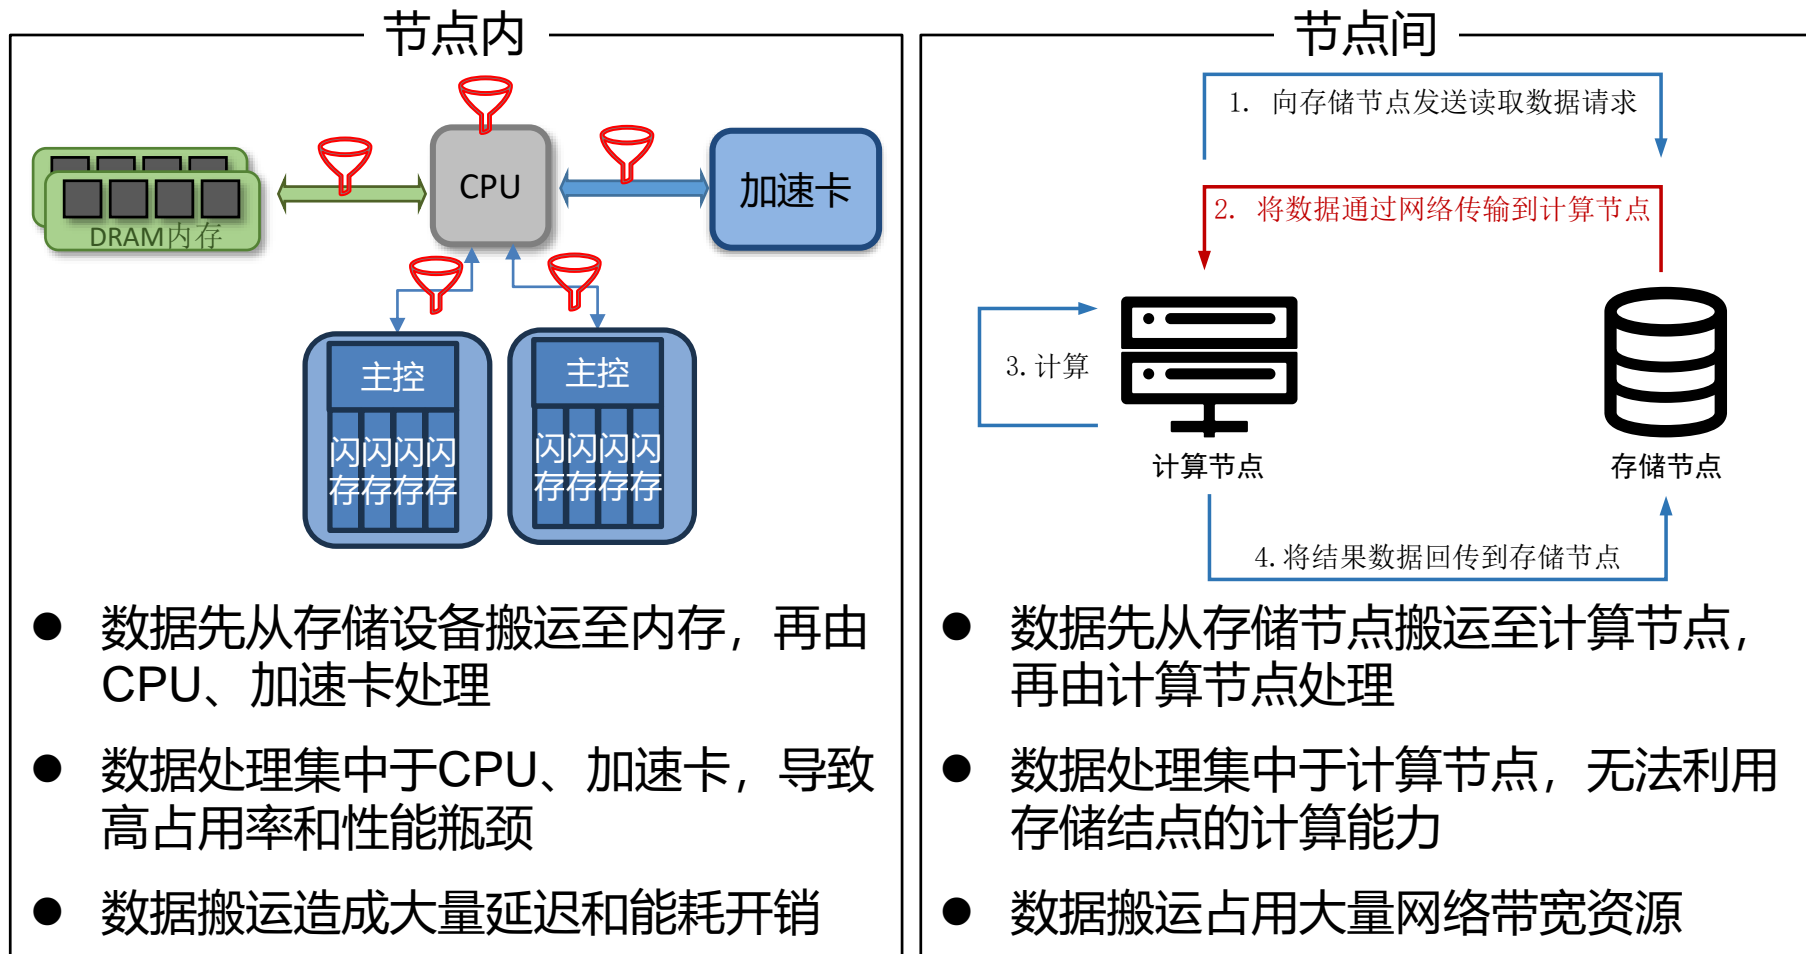 节点内
CPU
加速卡
DRAM内存
主控
闪存 闪存 闪存 闪存
主控
闪存 闪存 闪存 闪存
● 数据先从存储设备搬运至内存，再由
CPU、加速卡处理
● 数据处理集中于CPU、加速卡，导致
高占用率和性能瓶颈
● 数据搬运造成大量延迟和能耗开销
节点间
1. 向存储节点发送读取数据请求
2. 将数据通过网络传输到计算节点
3.计算
计算节点
存储节点
4.将结果数据回传到存储节点
● 数据先从存储节点搬运至计算节点，
再由计算节点处理
● 数据处理集中于计算节点，无法利用
存储结点的计算能力
● 数据搬运占用大量网络带宽资源